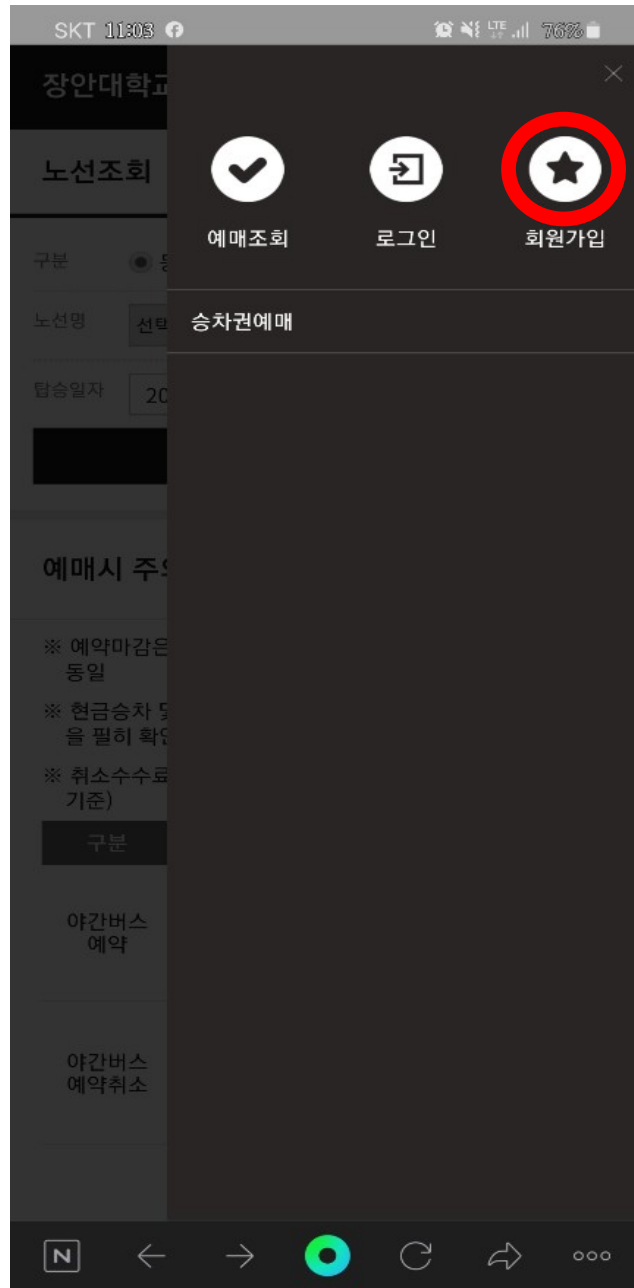 SKT 11:03 LTE 76%
장안대학교
노선조회
예매조회 로그인 회원가입
구분
노선명 선택
승차권예매
탑승일자 20
예매시 주
※ 예약마감은
동일
※ 현금승차 및
을 필히 확인
※ 취소수수료
기준)
구분
야간버스
예약
야간버스
예약취소
N